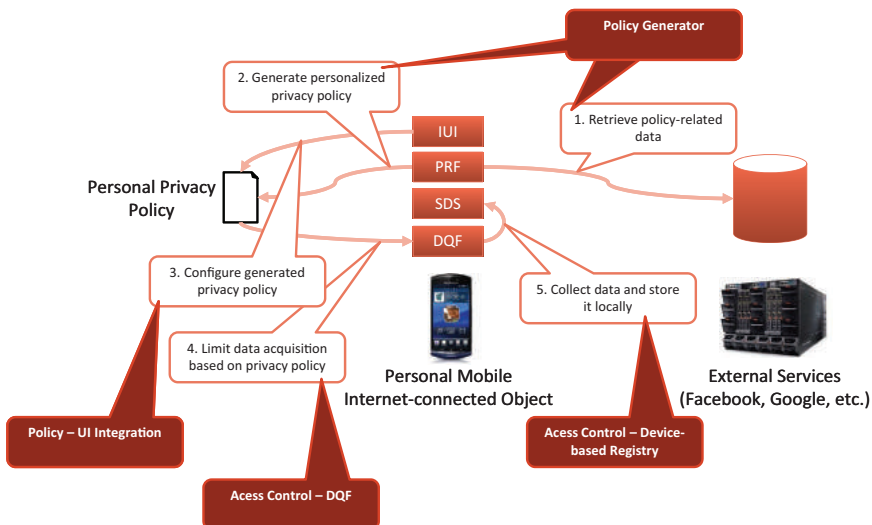 Policy Generator
2. Generate personalized
privacy policy
1. Retrieve policy-related
data
IUI
PRF
SDS
DQF
Personal Privacy
Policy
3. Configure generated
privacy policy
5. Collect data and store
it locally
4. Limit data acquisition
based on privacy policy
Personal Mobile
Internet-connected Object
External Services
(Facebook, Google, etc.)
Policy – UI Integration
Acess Control – Device-
based Registry
Acess Control – DQF